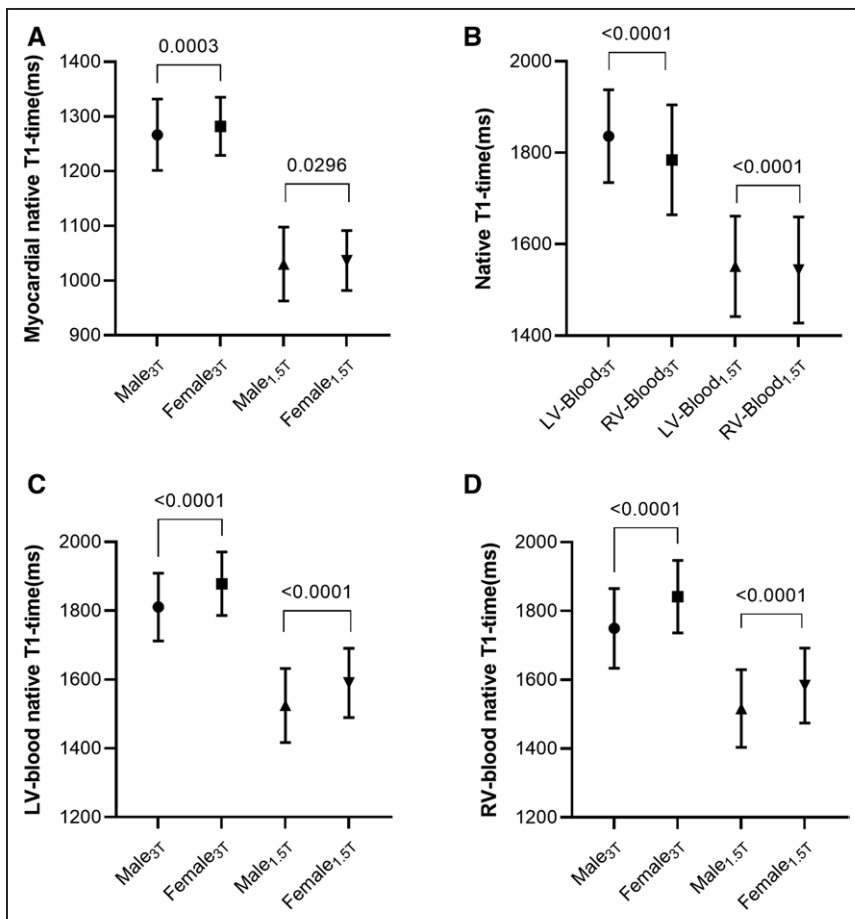 A
0.0003
0.0296
Myocardial native T1-time(ms)
1300
1200
1100
1000
900
Male3T
Female3T
Male1.5T
Female1.5T
B
<0.0001
<0.0001
Native T1-time(ms)
2000
1800
1600
1400
LV-Blood3T
RV-Blood3T
LV-Blood1.5T
RV-Blood1.5T
C
<0.0001
<0.0001
LV-blood native T1-time(ms)
2000
1800
1600
1400
1200
Male3T
Female3T
Male1.5T
Female1.5T
D
<0.0001
<0.0001
RV-blood native T1-time(ms)
2000
1800
1600
1400
1200
Male3T
Female3T
Male1.5T
Female1.5T